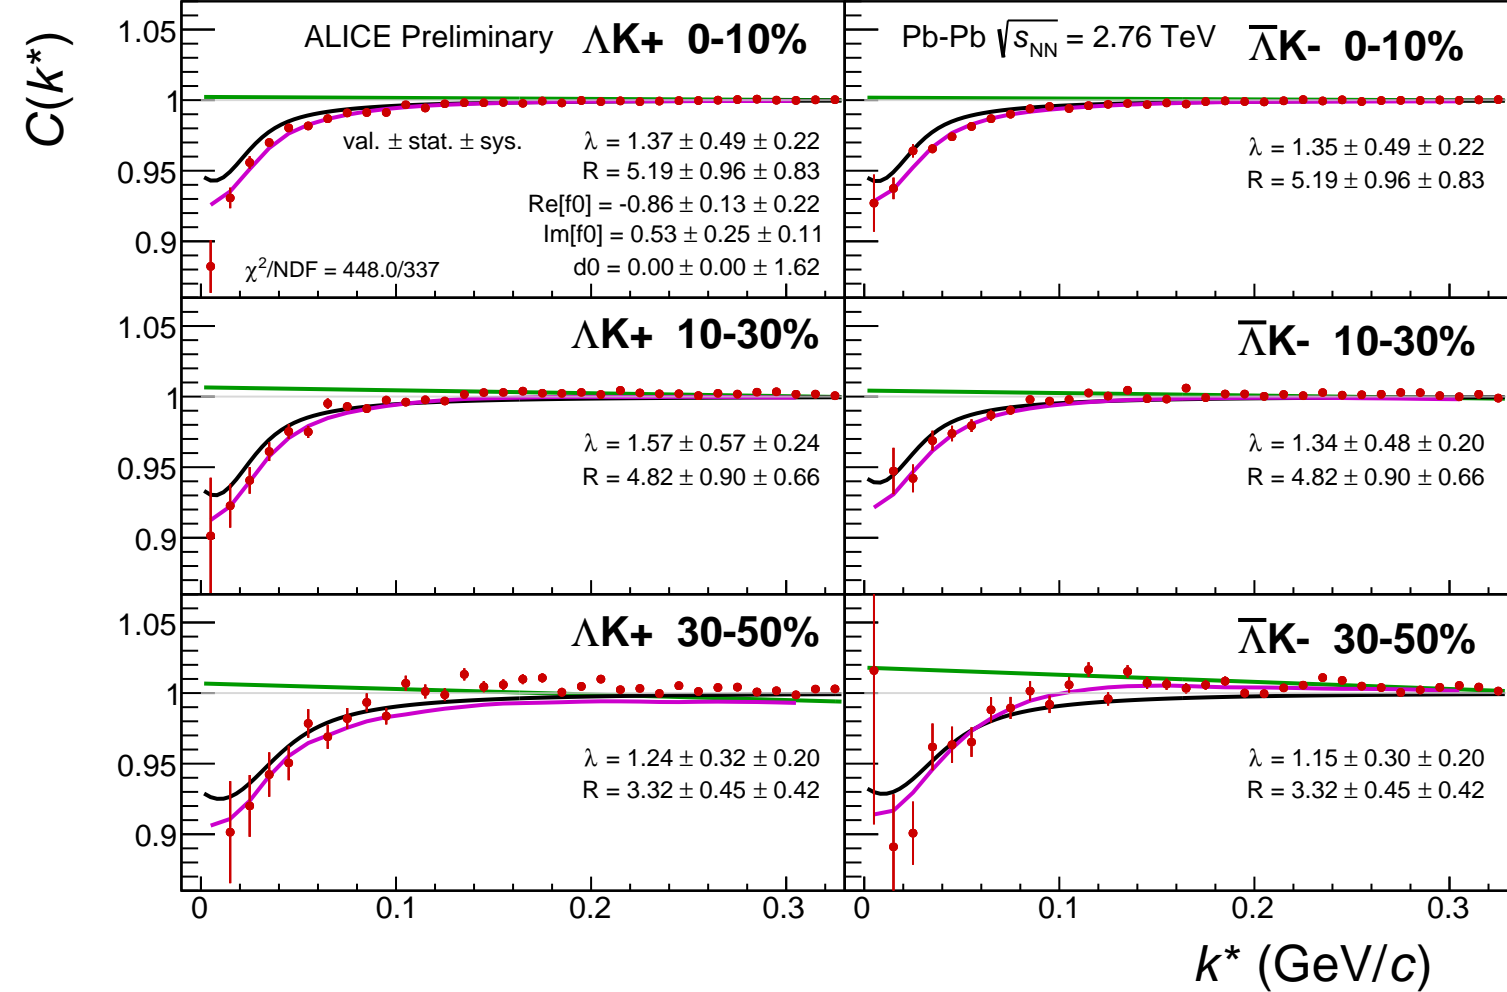 C(k*)
ALICE Preliminary ΛK+ 0-10%
1.05
1
0.95
0.9
val. ± stat. ± sys.
λ = 1.37 ± 0.49 ± 0.22
R = 5.19 ± 0.96 ± 0.83
Re[f0] = -0.86 ± 0.13 ± 0.22
Im[f0] = 0.53 ± 0.25 ± 0.11
d0 = 0.00 ± 0.00 ± 1.62
χ²/NDF = 448.0/337
Pb-Pb √sNN = 2.76 TeV Λ̅K- 0-10%
λ = 1.35 ± 0.49 ± 0.22
R = 5.19 ± 0.96 ± 0.83
ΛK+ 10-30%
1.05
1
0.95
0.9
λ = 1.57 ± 0.57 ± 0.24
R = 4.82 ± 0.90 ± 0.66
Λ̅K- 10-30%
λ = 1.34 ± 0.48 ± 0.20
R = 4.82 ± 0.90 ± 0.66
ΛK+ 30-50%
1.05
1
0.95
0.9
λ = 1.24 ± 0.32 ± 0.20
R = 3.32 ± 0.45 ± 0.42
Λ̅K- 30-50%
λ = 1.15 ± 0.30 ± 0.20
R = 3.32 ± 0.45 ± 0.42
0 0.1 0.2 0.3 0 0.1 0.2 0.3
k* (GeV/c)